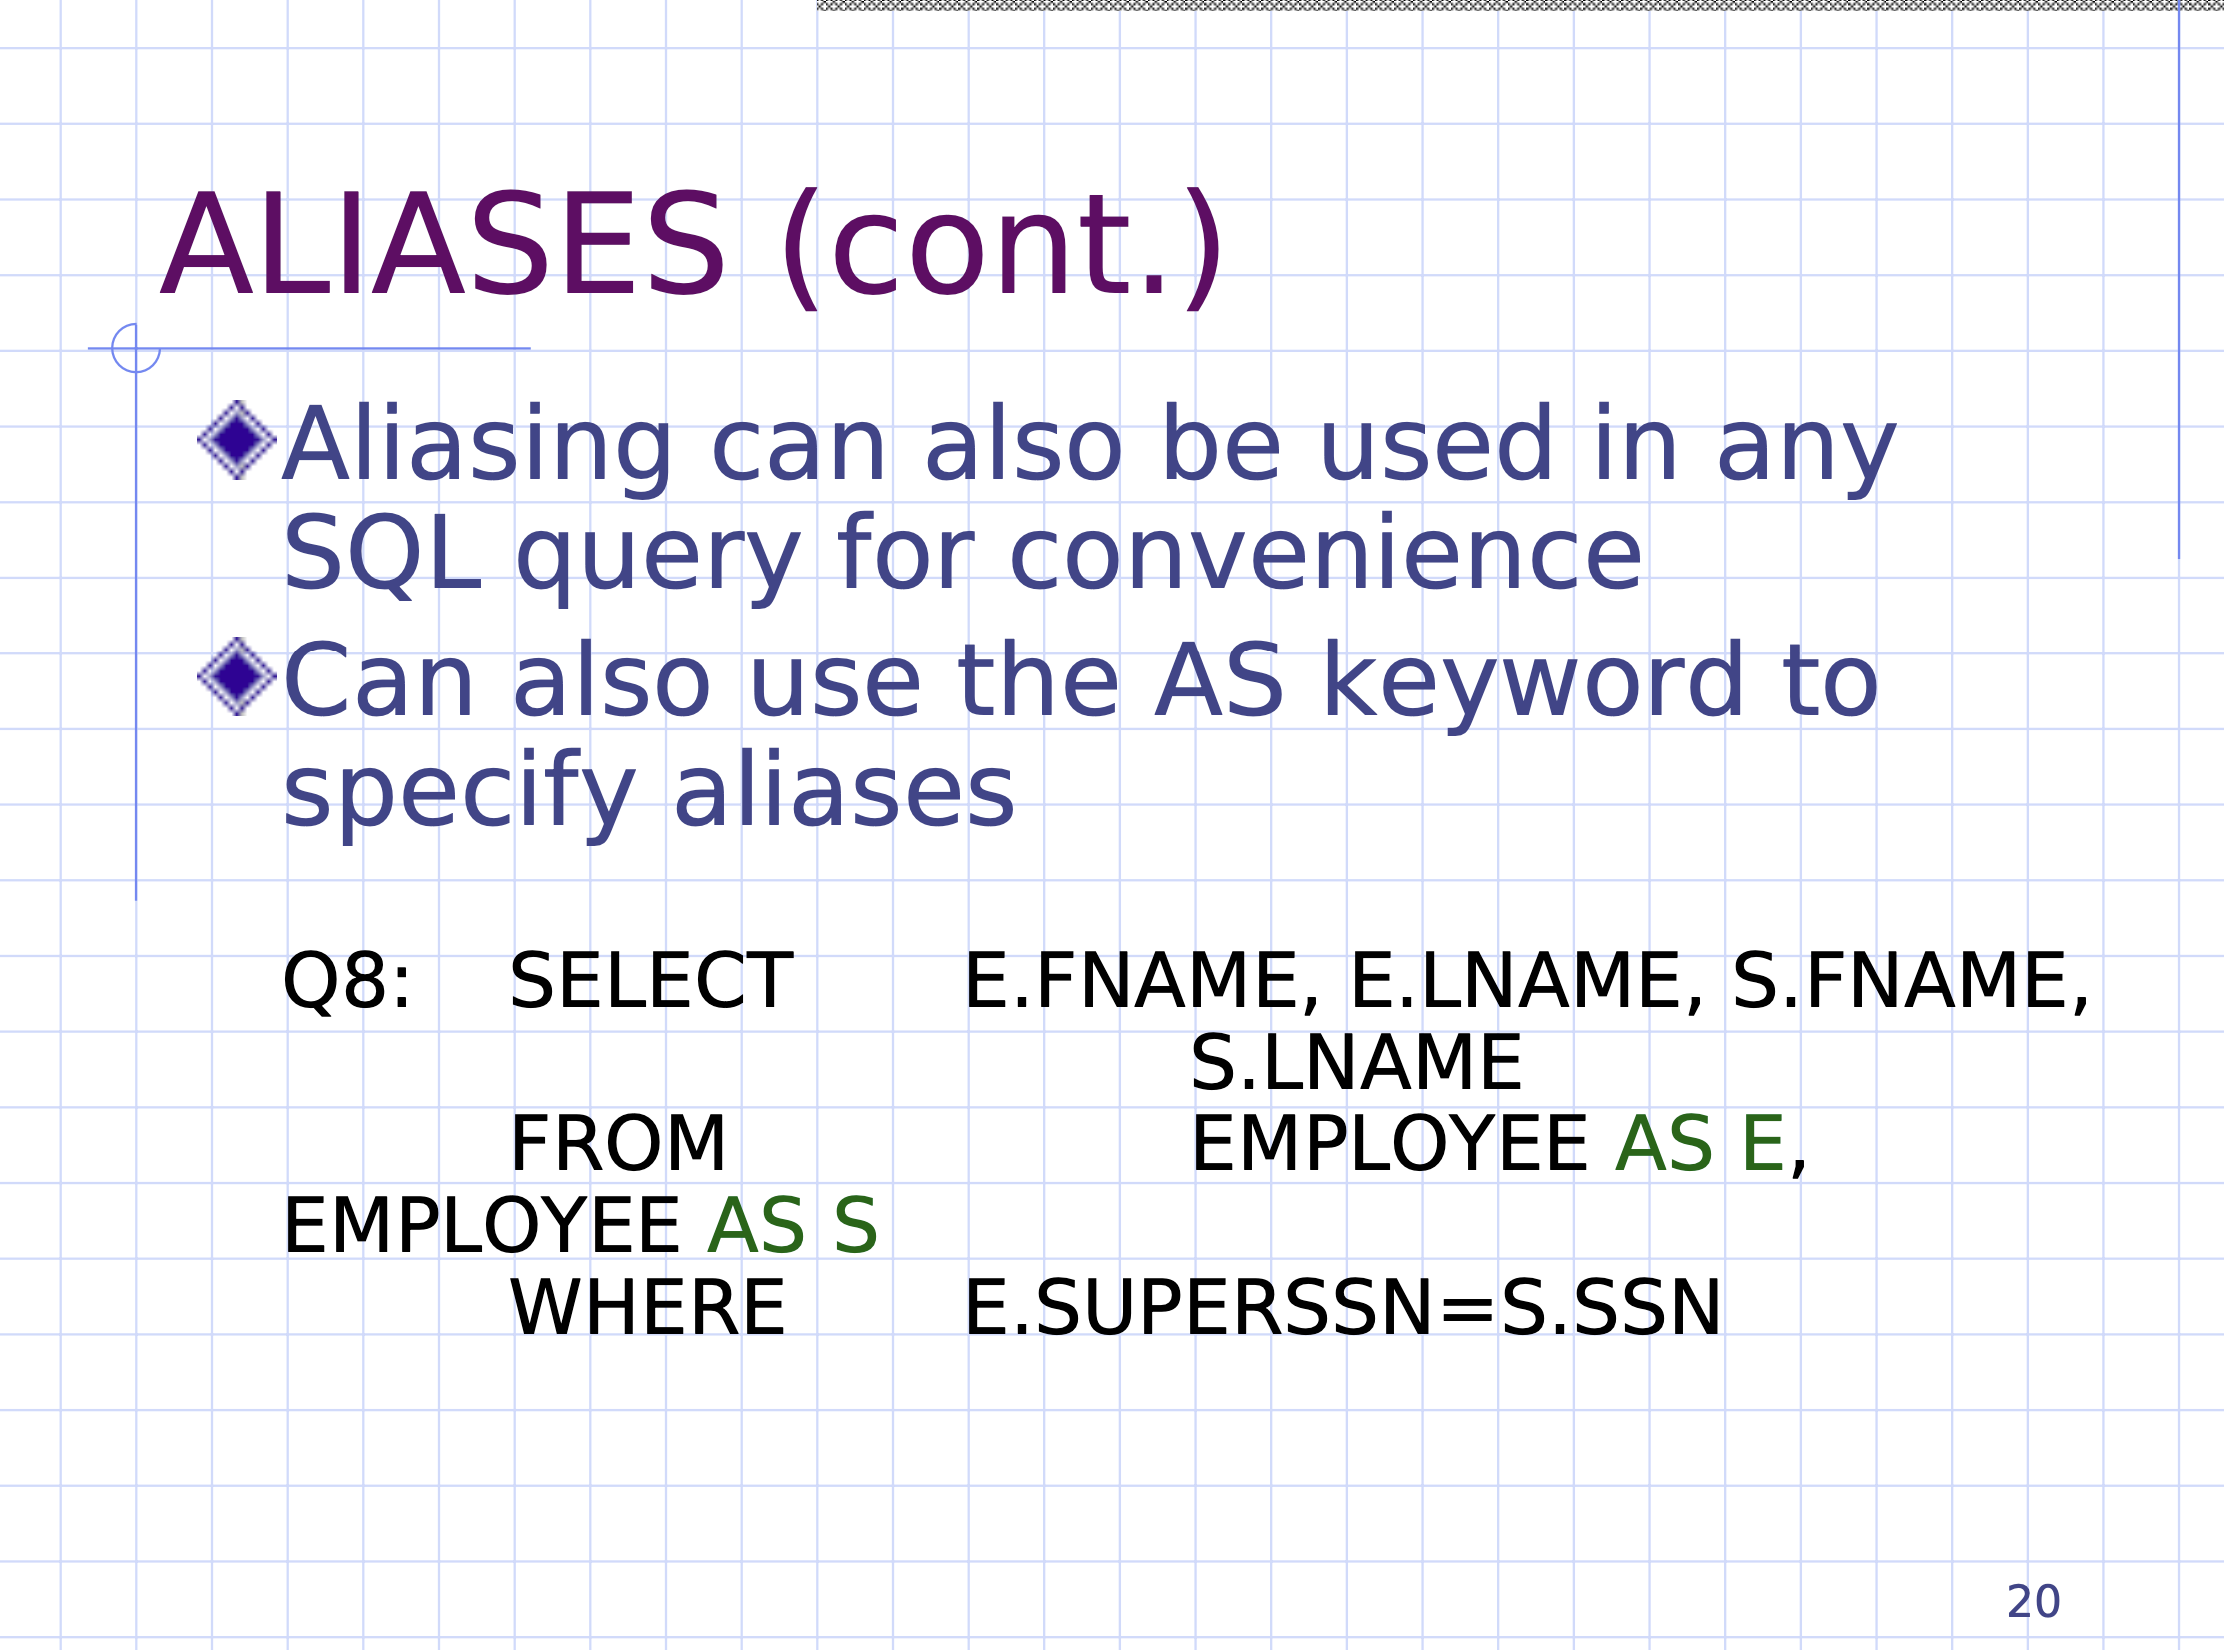 ALIASES (cont.)
Aliasing can also be used in any
SQL query for convenience
Can also use the AS keyword to
specify aliases
Q8: SELECT E.FNAME, E.LNAME, S.FNAME,
S.LNAME
FROM EMPLOYEE AS E,
EMPLOYEE AS S
WHERE E.SUPERSSN=S.SSN
20